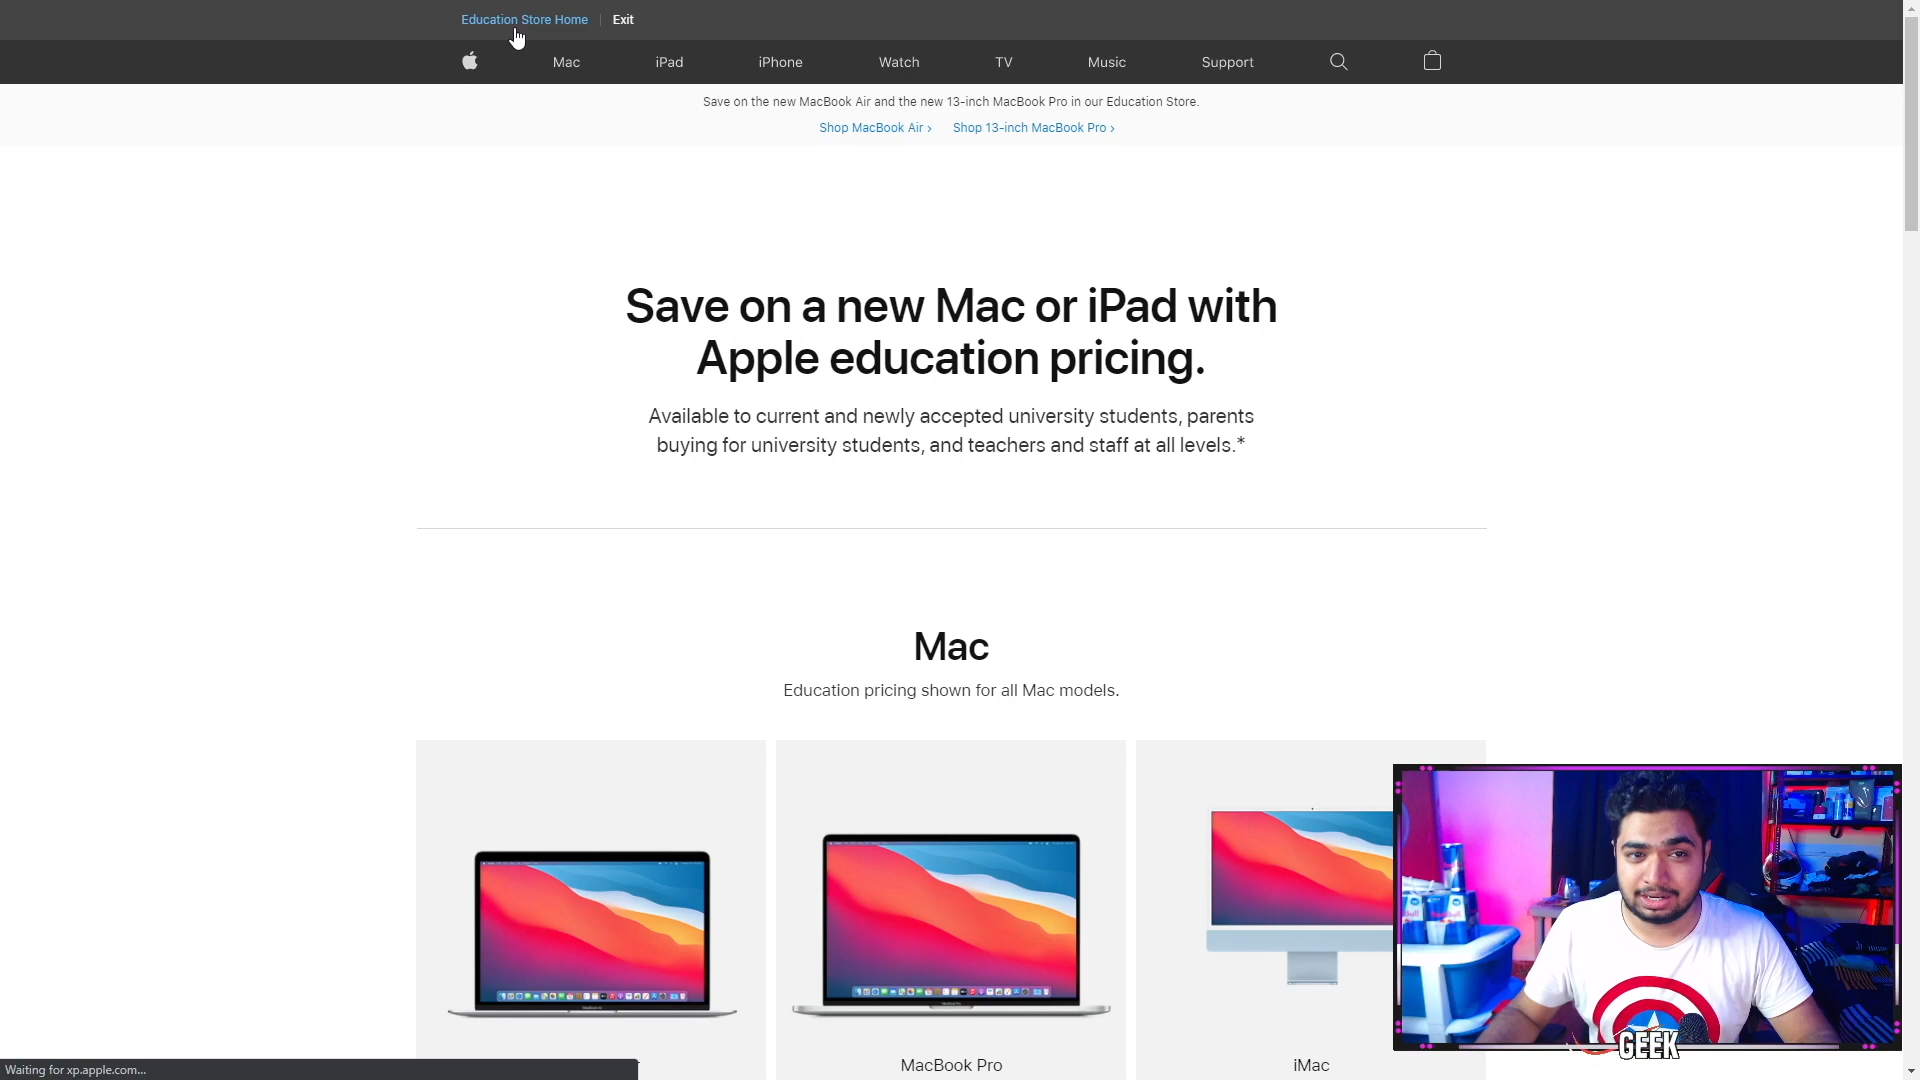 Education Store Home | Exit
Mac iPad iPhone Watch TV Music Support
Save on the new MacBook Air and the new 13-inch MacBook Pro in our Education Store.
Shop MacBook Air › Shop 13-inch MacBook Pro ›
Save on a new Mac or iPad with
Apple education pricing.
Available to current and newly accepted university students, parents
buying for university students, and teachers and staff at all levels.*
Mac
Education pricing shown for all Mac models.
MacBook Pro iMac
GEEK
Waiting for xp.apple.com...